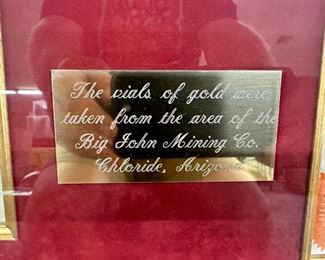 The vials of gold were
taken from the area of the
Big John Mining Co.
Chloride, Arizona